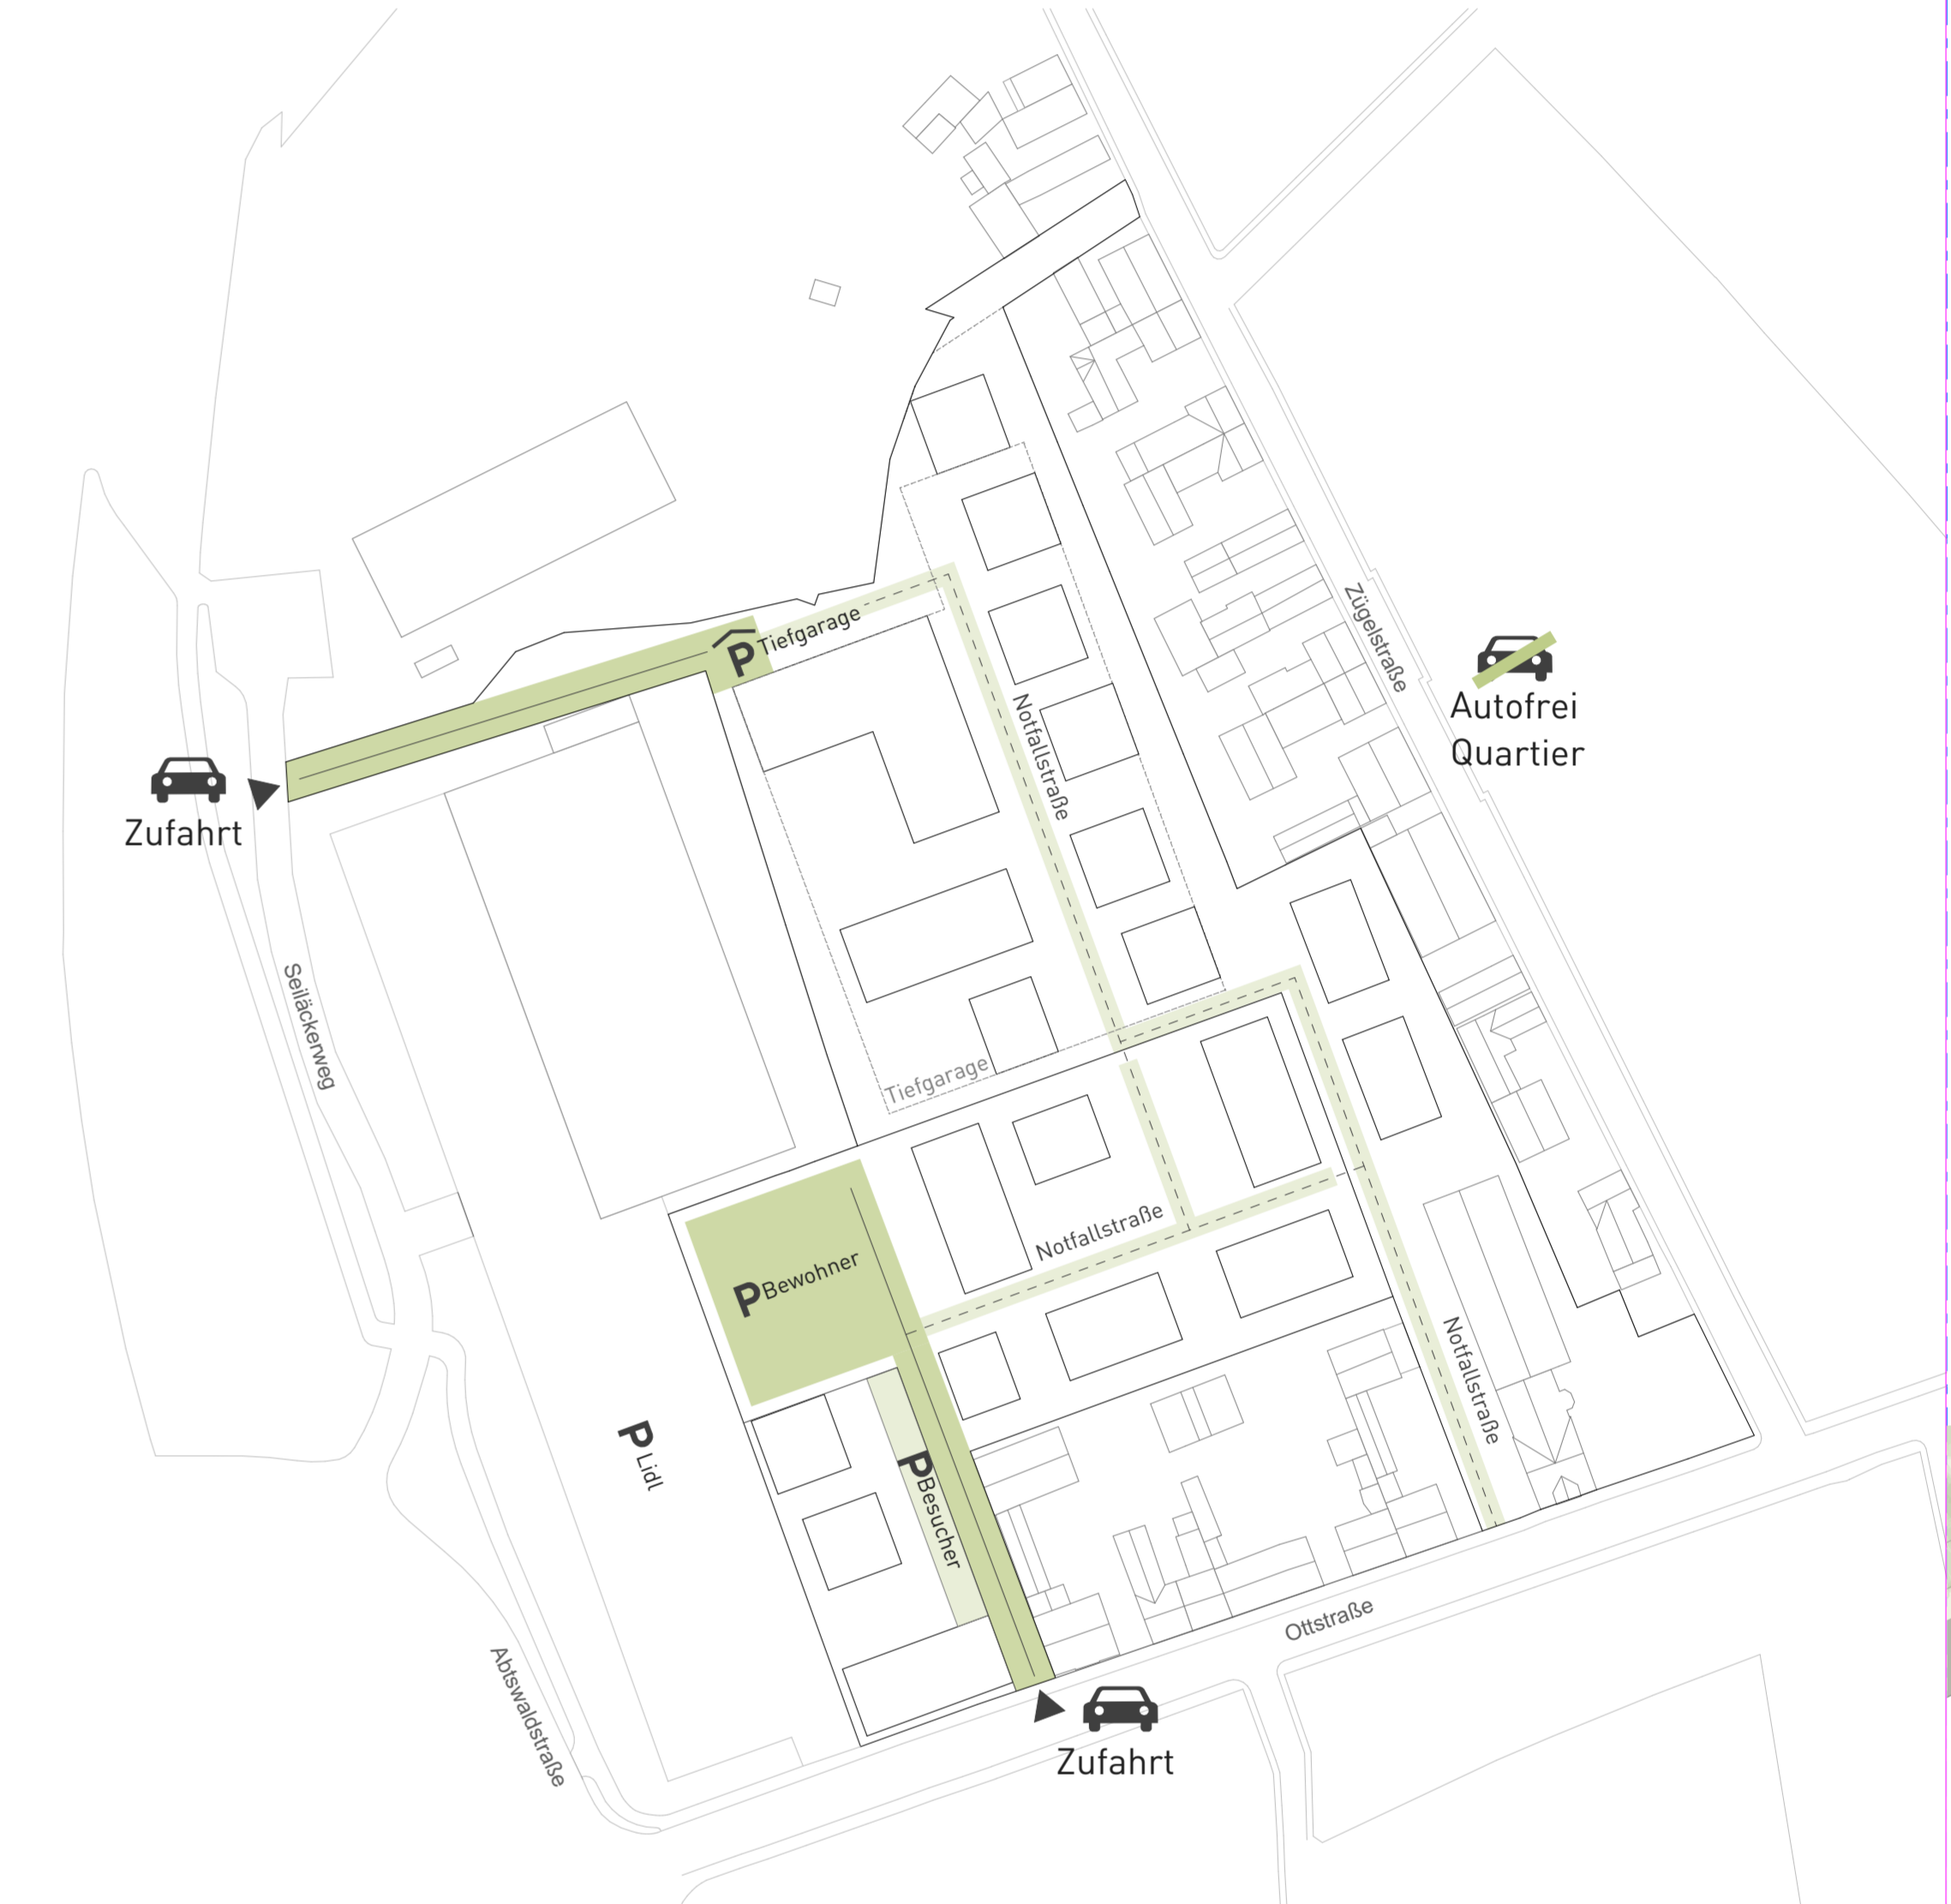 P Tiefgarage
Zügelstraße
Autofrei
Quartier
Notfallstraße
Zufahrt
Seiläckerweg
Tiefgarage
Notfallstraße
P Bewohner
Notfallstraße
P Lidl
P Besucher
Ottstraße
Abtswaldstraße
Zufahrt